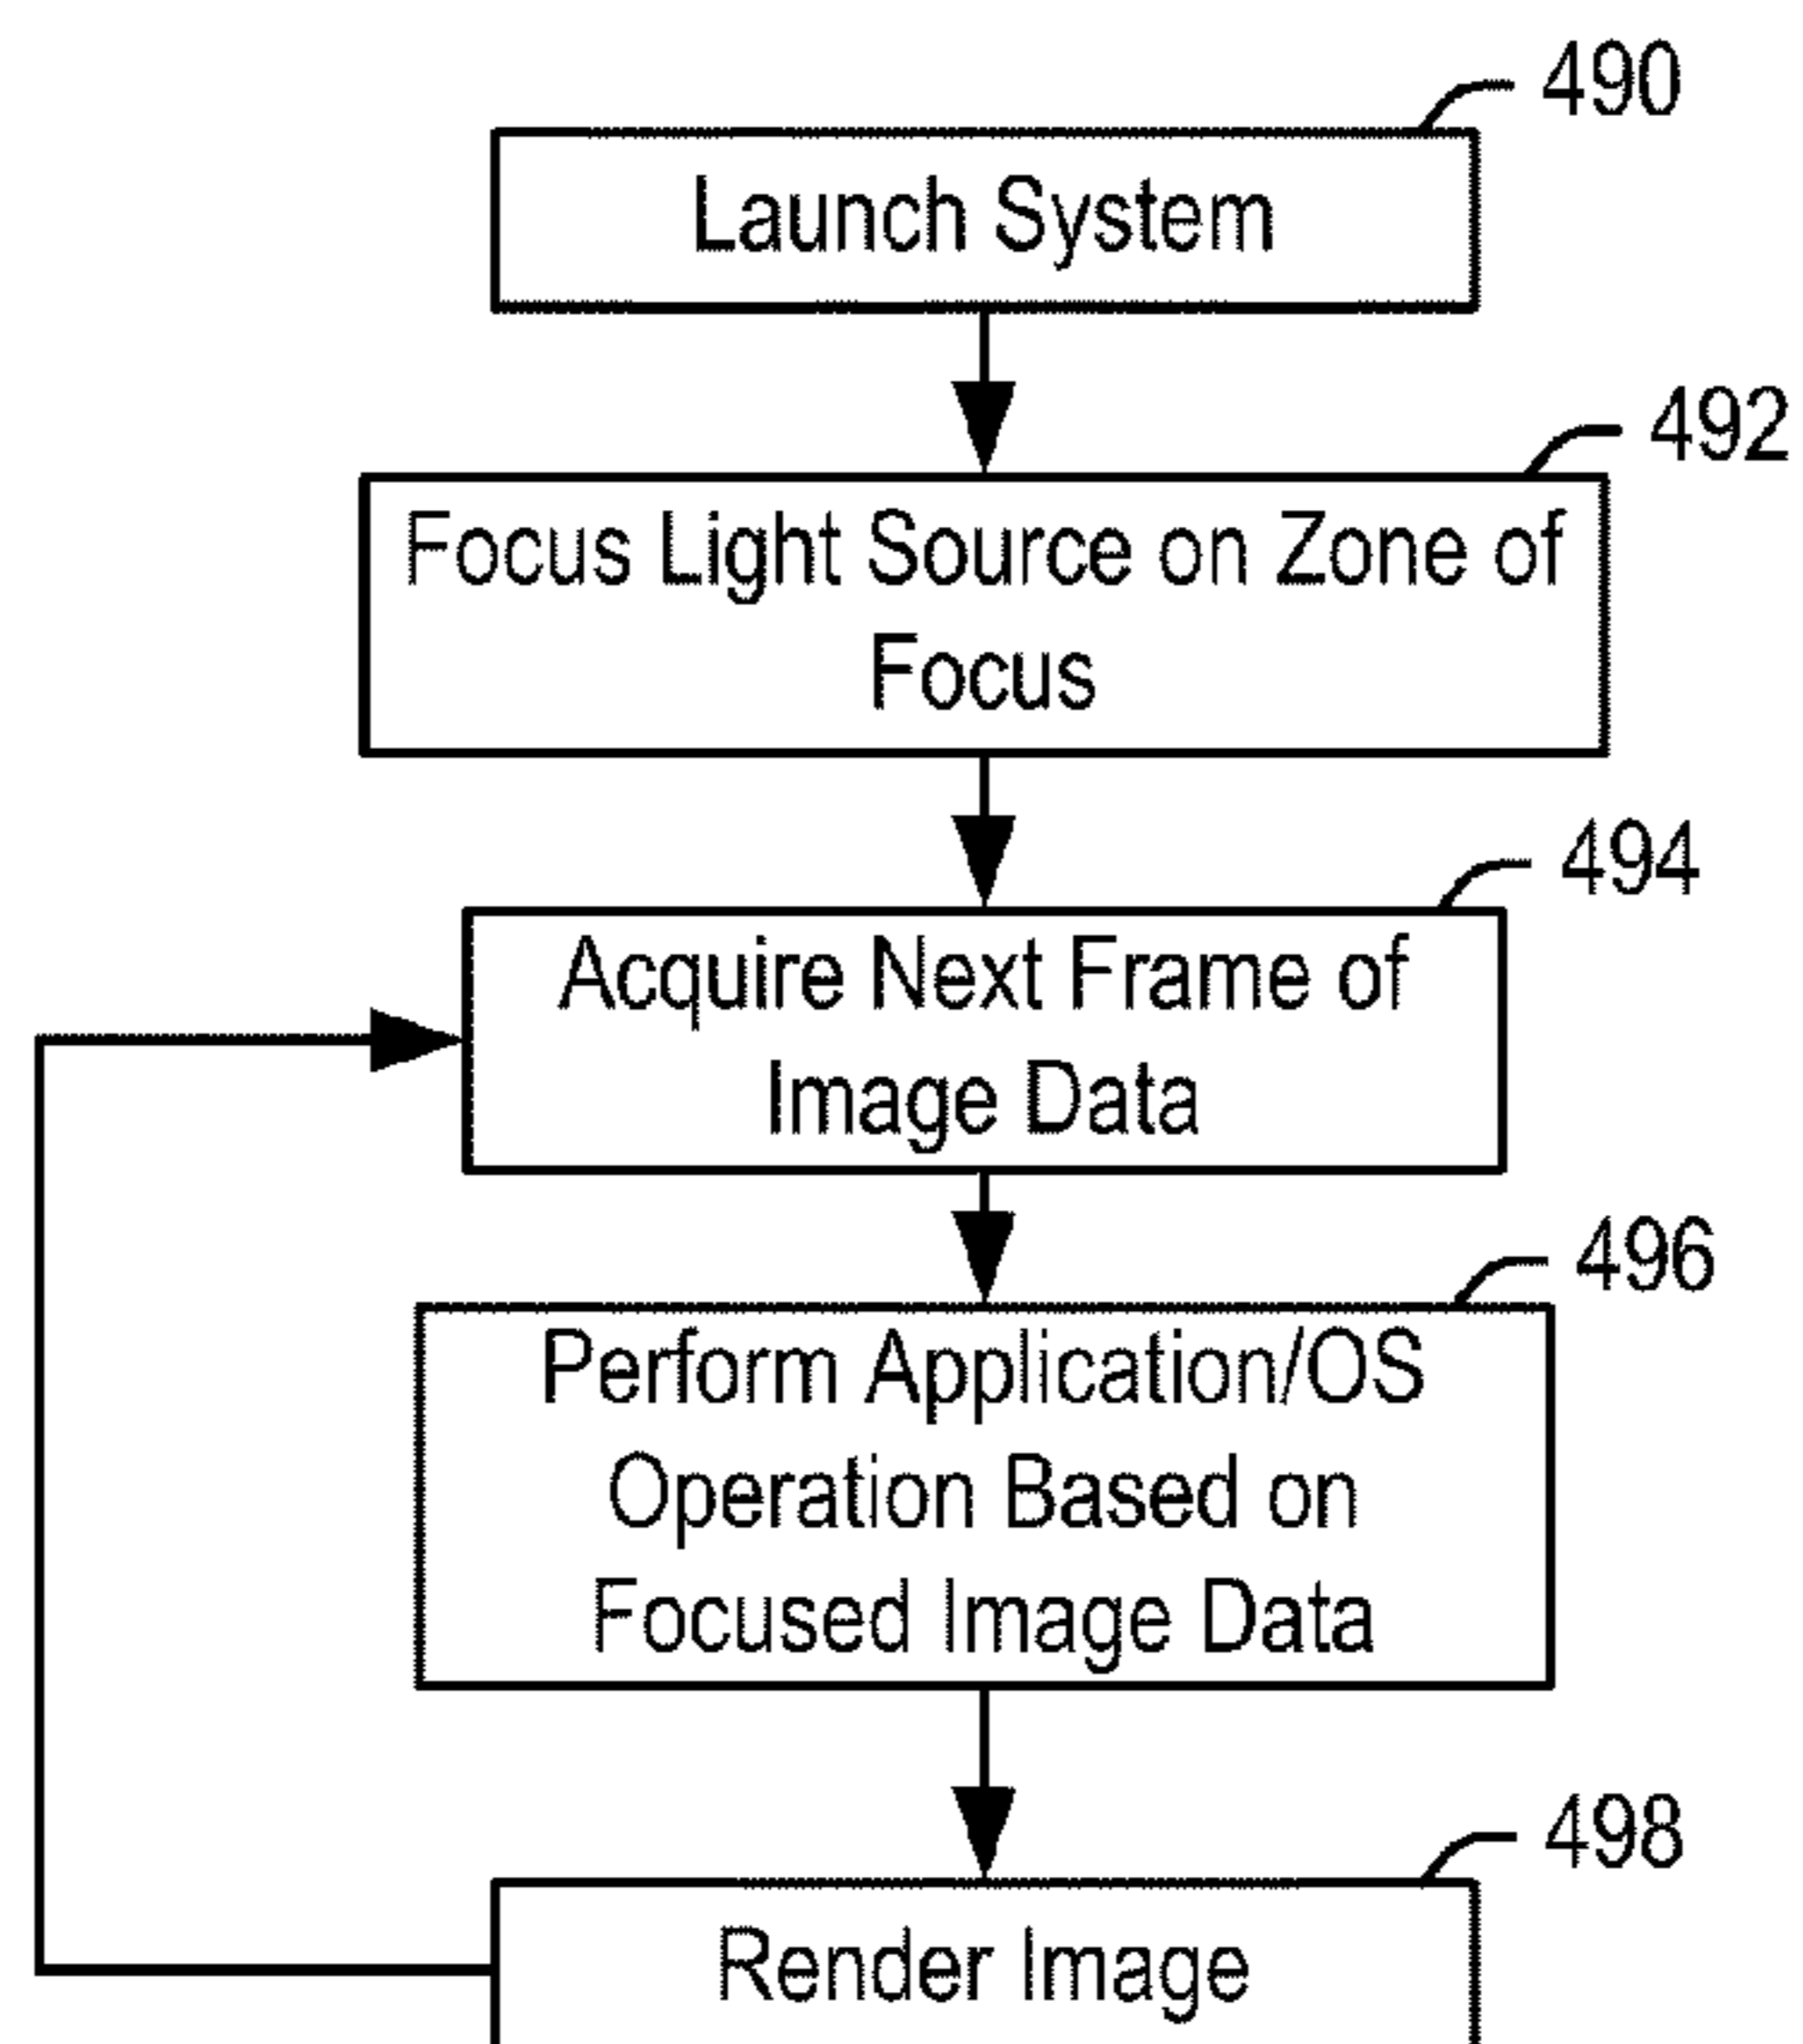 490
Launch System
492
Focus Light Source on Zone of
Focus
494
Acquire Next Frame of
Image Data
496
Perform Application/OS
Operation Based on
Focused Image Data
498
Render Image